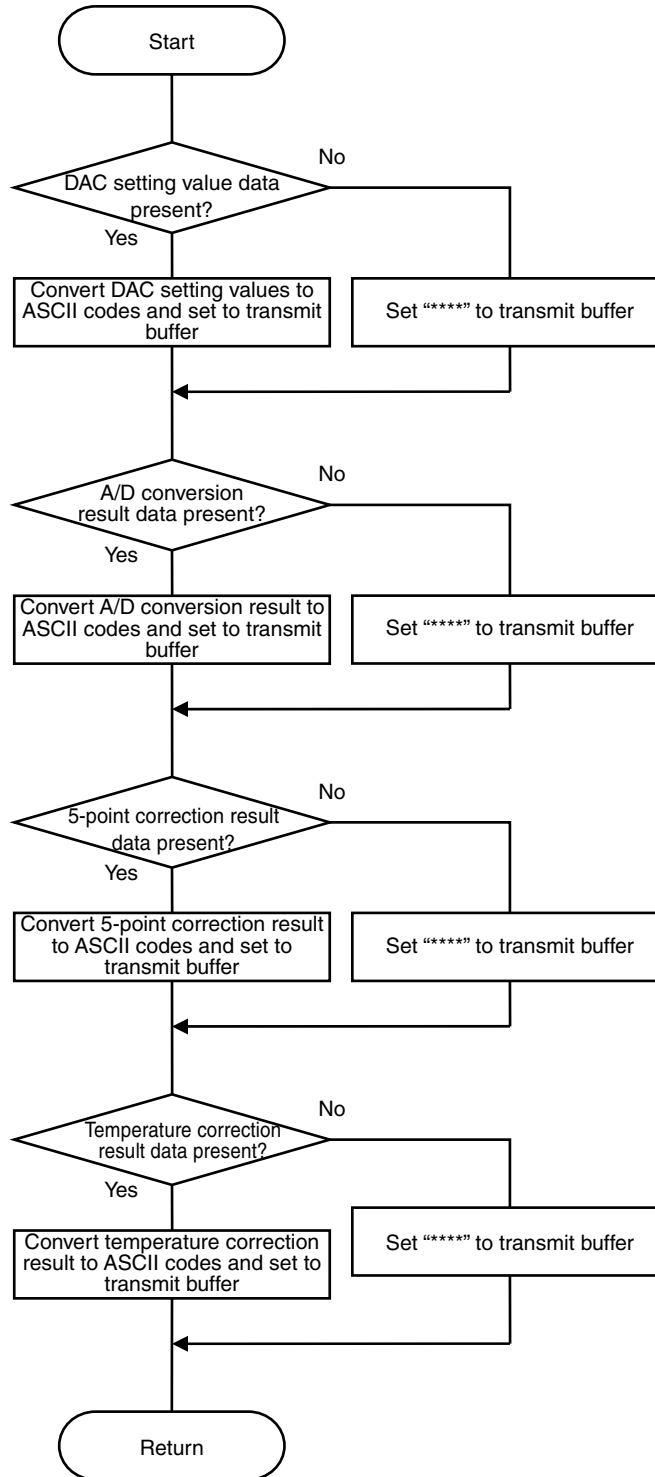 Start
No
DAC setting value data
present?
Yes
Convert DAC setting values to
ASCII codes and set to transmit
buffer
Set “****” to transmit buffer
No
A/D conversion
result data present?
Yes
Convert A/D conversion result to
ASCII codes and set to transmit
buffer
Set “****” to transmit buffer
No
5-point correction result
data present?
Yes
Convert 5-point correction result
to ASCII codes and set to
transmit buffer
Set “****” to transmit buffer
No
Temperature correction
result data present?
Yes
Convert temperature correction
result to ASCII codes and set to
transmit buffer
Set “****” to transmit buffer
Return